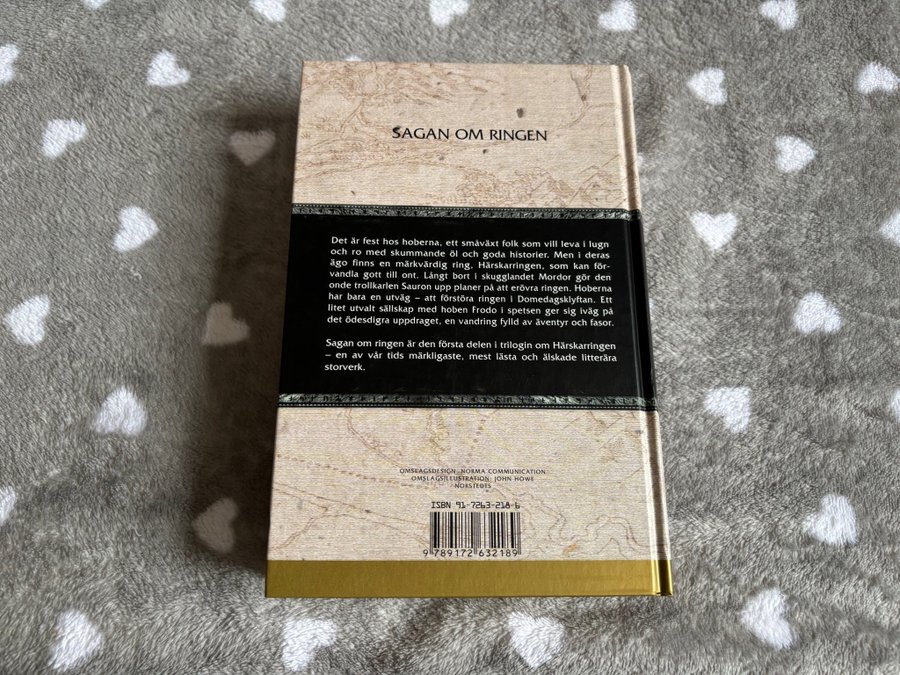 SAGAN OM RINGEN
Det är fest hos hoberna, ett småväxt folk som vill leva i lugn
och ro med skummande öl och goda historier. Men i deras
ägo finns en märkvärdig ring, Härskarringen, som kan för-
vandla gott till ont. Långt bort i skugglandet Mordor gör den
onde trollkarlen Sauron upp planer på att erövra ringen. Hoberna
har bara en utväg – att förstöra ringen i Domedagsklyftan. Ett
litet utvalt sällskap med hoben Frodo i spetsen ger sig iväg på
det ödesdigra uppdraget, en vandring fylld av äventyr och fasor.
Sagan om ringen är den första delen i trilogin om Härskarringen
– en av vår tids märkligaste, mest lästa och älskade litterära
storverk.
OMSLAGSDESIGN: NORMA COMMUNICATION
OMSLAGSILLUSTRATION: JOHN HOWE
NORSTEDTS
ISBN 91-7263-218-6
9 789172 632189